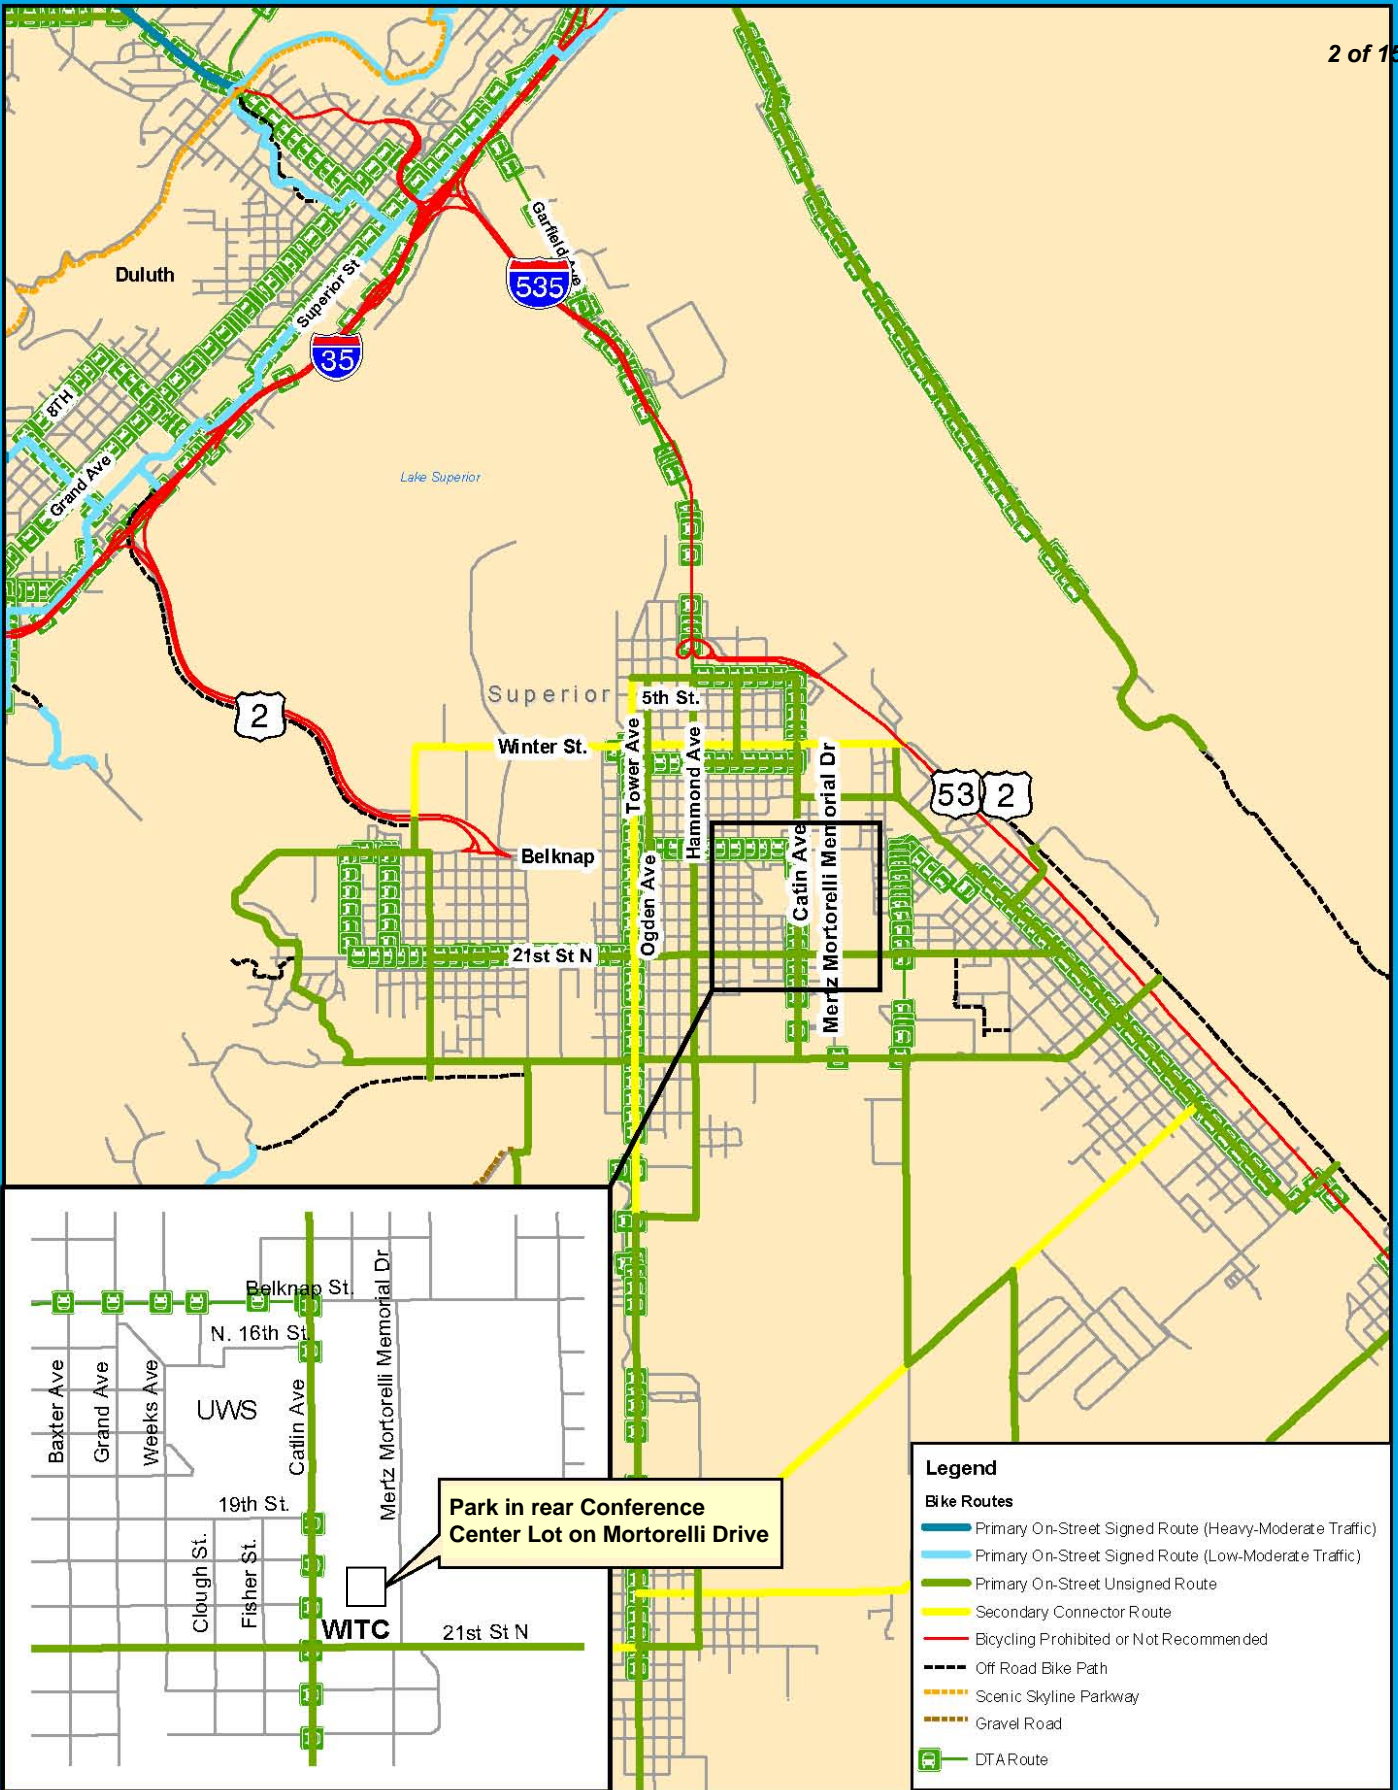 2 of 15
Garfield Ave
Duluth
Superior St
535
35
8TH
Grand Ave
Lake Superior
Superior
5th St.
2
Winter St.
Tower Ave
Hammond Ave
Mertz Mortorelli Memorial Dr
53
2
Belknap
Ogden Ave
Catin Ave
21st St N
Belknap St.
N. 16th St.
Mertz Mortorelli Memorial Dr
Baxter Ave
Grand Ave
Weeks Ave
UWS
Catlin Ave
19th St.
Clough St.
Fisher St.
WITC
21st St N
Park in rear Conference
Center Lot on Mortorelli Drive
Legend
Bike Routes
Primary On-Street Signed Route (Heavy-Moderate Traffic)
Primary On-Street Signed Route (Low-Moderate Traffic)
Primary On-Street Unsigned Route
Secondary Connector Route
Bicycling Prohibited or Not Recommended
Off Road Bike Path
Scenic Skyline Parkway
Gravel Road
DTA Route